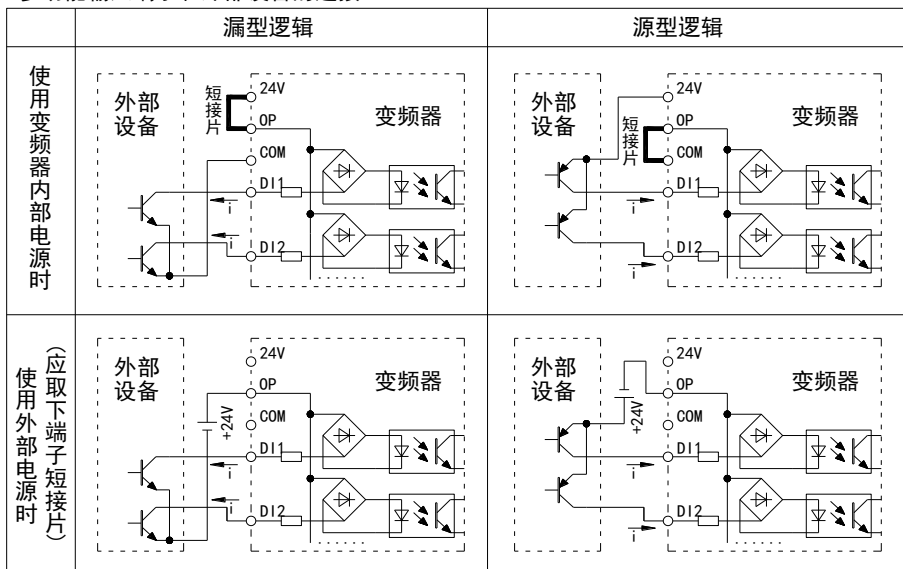 漏型逻辑
源型逻辑
使用变频器内部电源时
外部
设备
短接片
24V
OP
COM
DI1
DI2
变频器
i
i
......
外部
设备
短接片
24V
OP
COM
DI1
DI2
变频器
i
i
......
使用外部电源时
(应取下端子短接片)
外部
设备
+24V
24V
OP
COM
DI1
DI2
变频器
i
i
......
外部
设备
+24V
24V
OP
COM
DI1
DI2
变频器
i
i
......